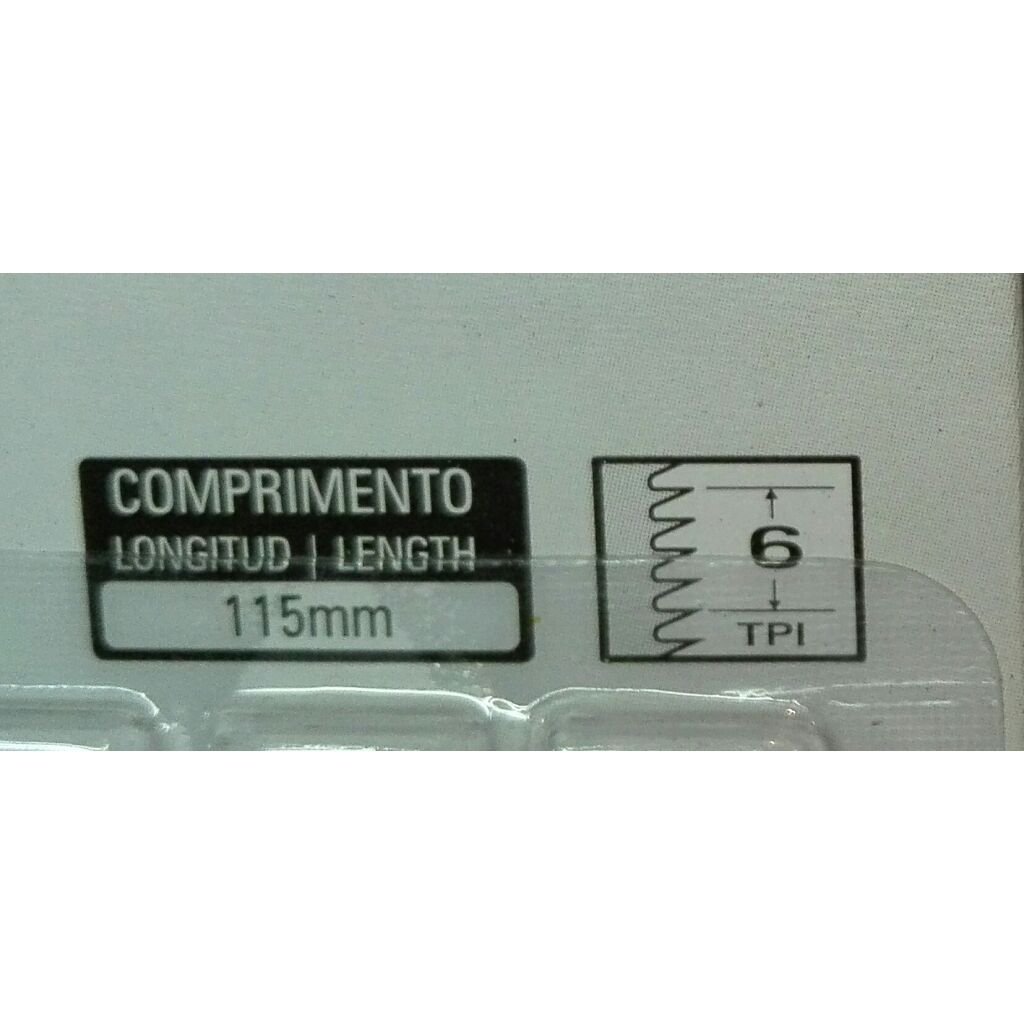 COMPRIMENTO
LONGITUD | LENGTH
115mm
6
TPI